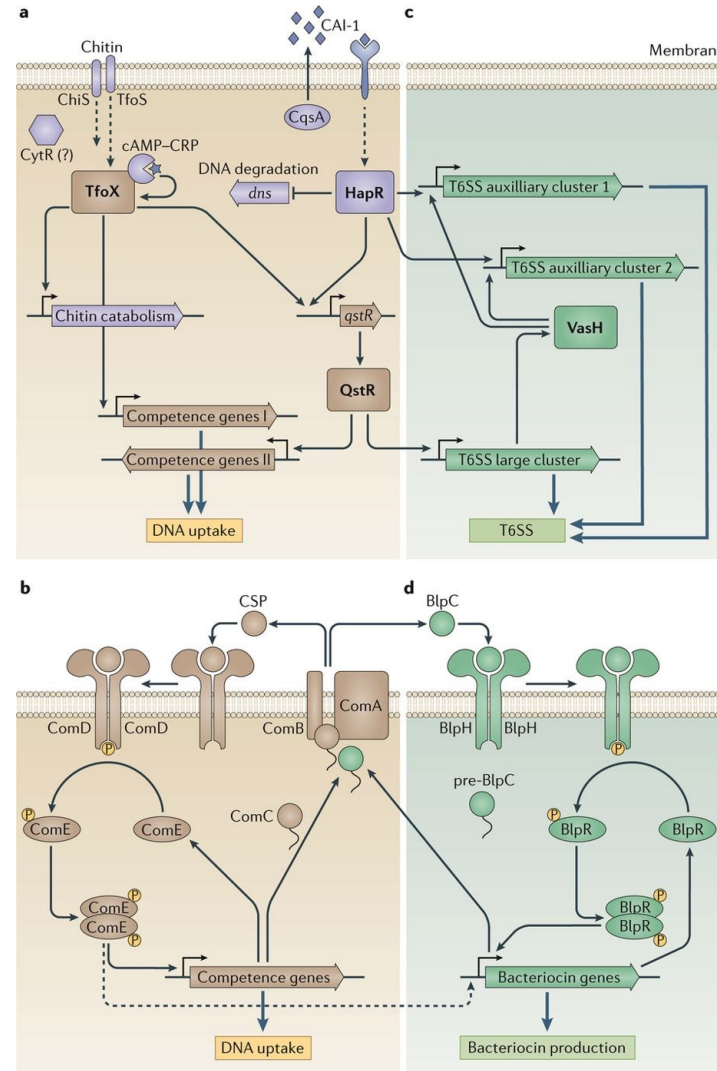 a
c
CAI-1
Chitin
Membran
ChiS
TfoS
CqsA
CytR (?)
cAMP–CRP
DNA degradation
TfoX
dns
HapR
T6SS auxilliary cluster 1
T6SS auxilliary cluster 2
Chitin catabolism
qstR
VasH
QstR
Competence genes I
Competence genes II
T6SS large cluster
DNA uptake
T6SS
b
d
CSP
BlpC
ComA
ComD
ComD
ComB
BlpH
BlpH
P
P
pre-BlpC
ComC
P
P
ComE
ComE
BlpR
BlpR
P
P
ComE
BlpR
ComE
BlpR
P
P
Competence genes
Bacteriocin genes
DNA uptake
Bacteriocin production